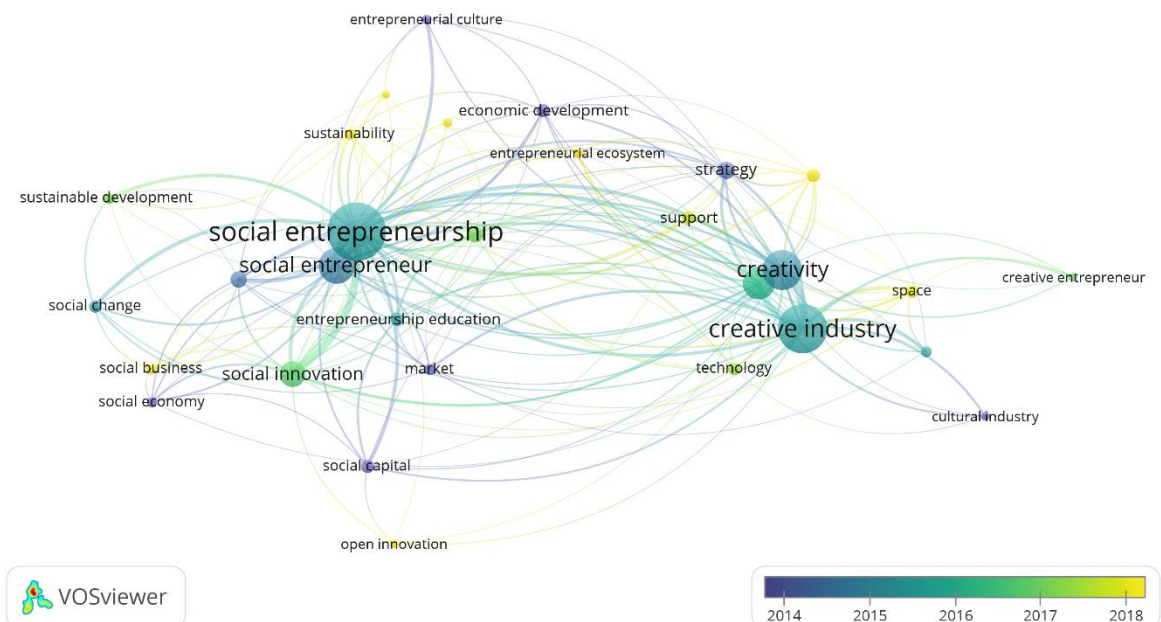 entrepreneurial culture
economic development
sustainability
entrepreneurial ecosystem
strategy
sustainable development
support
social entrepreneurship
social entrepreneur
creativity
creative entrepreneur
space
social change
entrepreneurship education
creative industry
social business
social innovation
market
technology
social economy
cultural industry
social capital
open innovation
VOSviewer
2014 2015 2016 2017 2018